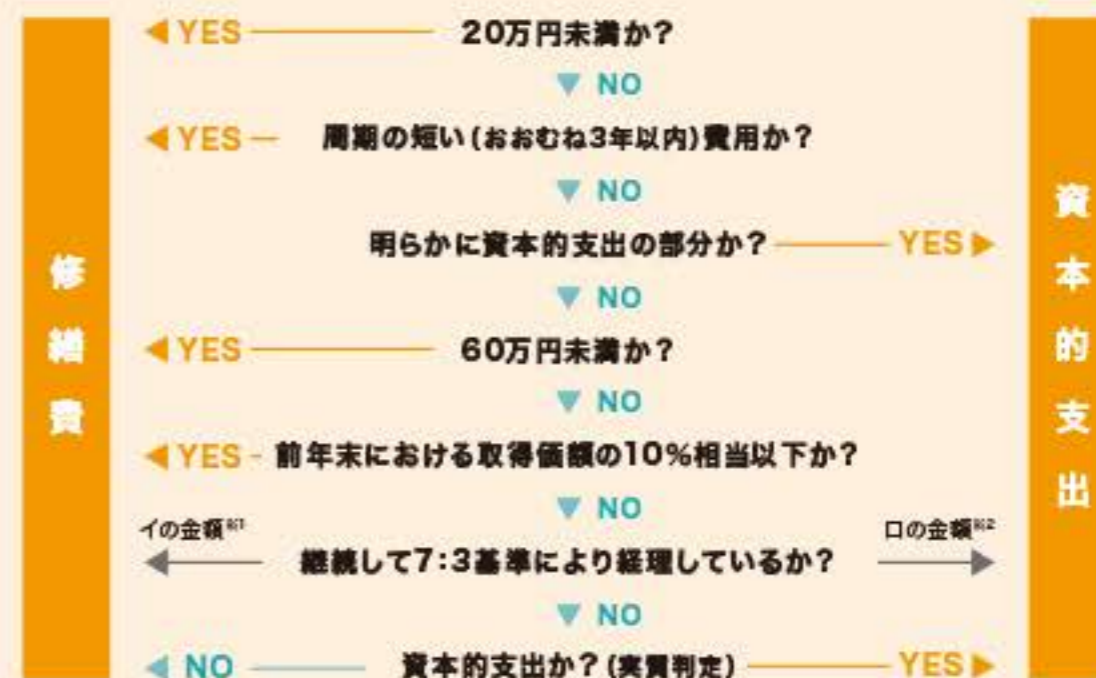 ◀ YES 20万円未満か?
▼ NO
◀ YES 周期の短い(おおむね3年以内)費用か?
▼ NO
明らかに資本的支出の部分か? YES ▶
▼ NO
◀ YES 60万円未満か?
▼ NO
◀ YES 前年末における取得価額の10%相当以下か?
▼ NO
イの金額※1 ロの金額※2
継続して7:3基準により経理しているか?
▼ NO
◀ NO 資本的支出か?(実質判定) YES ▶
修繕費
資本的支出